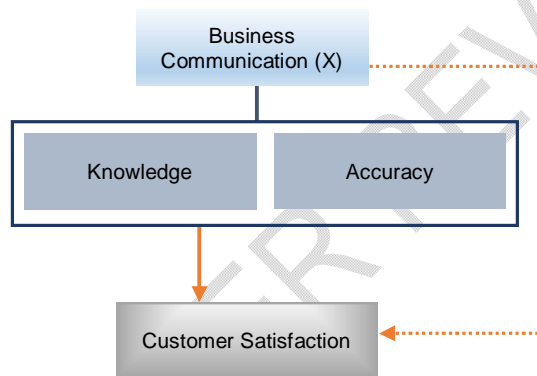 Business
Communication (X)
Knowledge
Accuracy
Customer Satisfaction